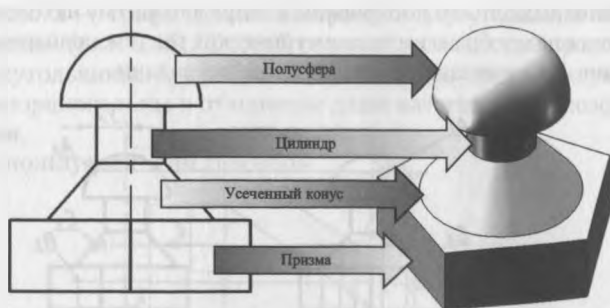 Полусфера
Цилиндр
Усеченный конус
Призма